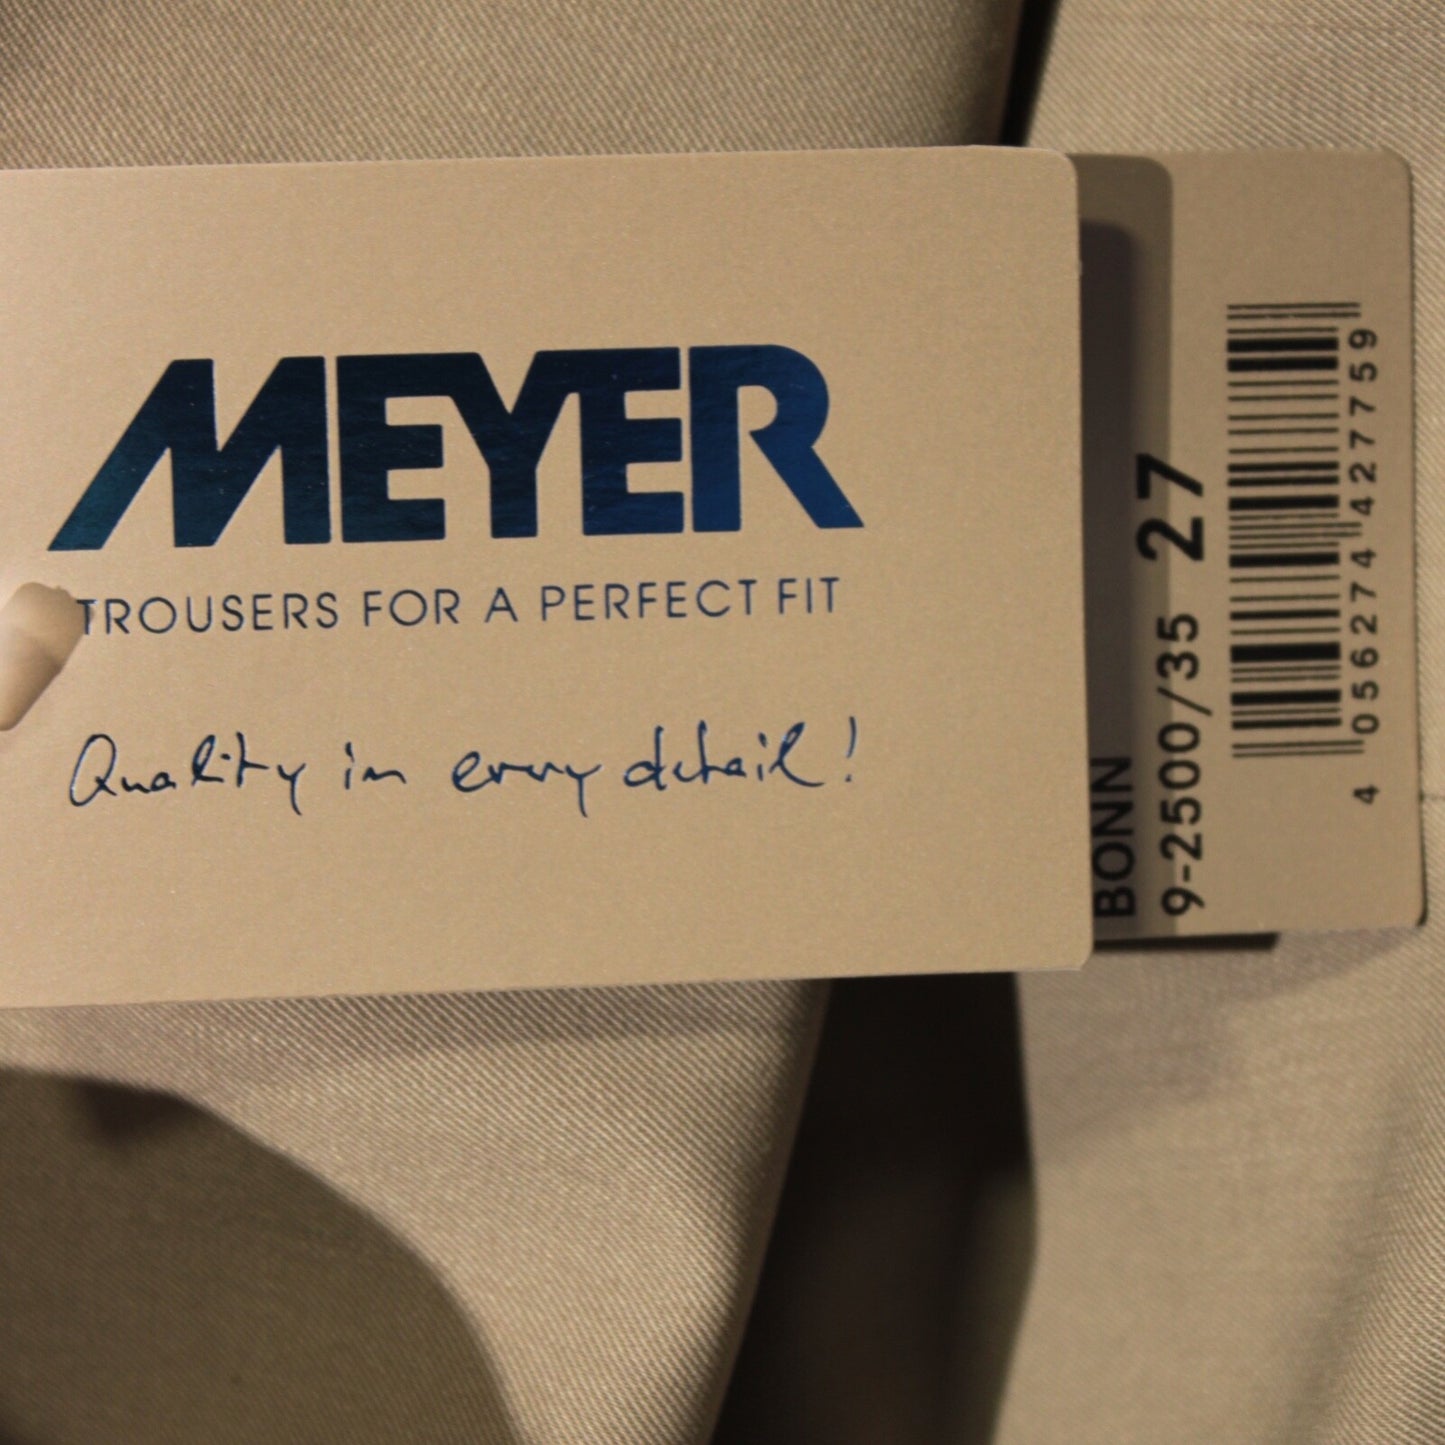 MEYER
TROUSERS FOR A PERFECT FIT
Quality in every detail!
BONN
9-2500/35 27
4 056274 427759